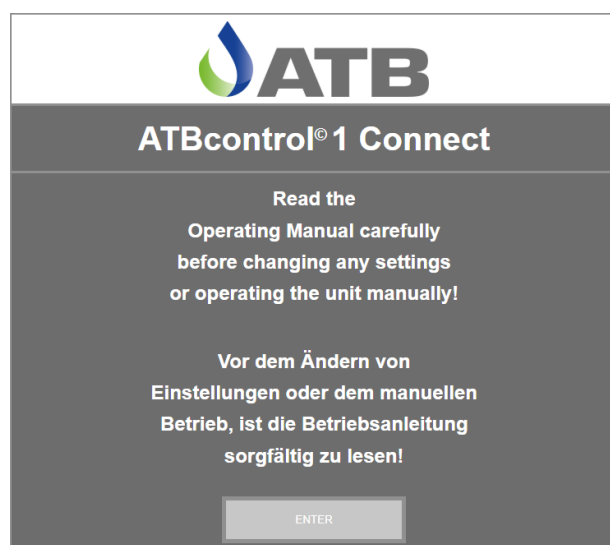 ATB
ATBcontrol© 1 Connect
Read the
Operating Manual carefully
before changing any settings
or operating the unit manually!
Vor dem Ändern von
Einstellungen oder dem manuellen
Betrieb, ist die Betriebsanleitung
sorgfältig zu lesen!
ENTER